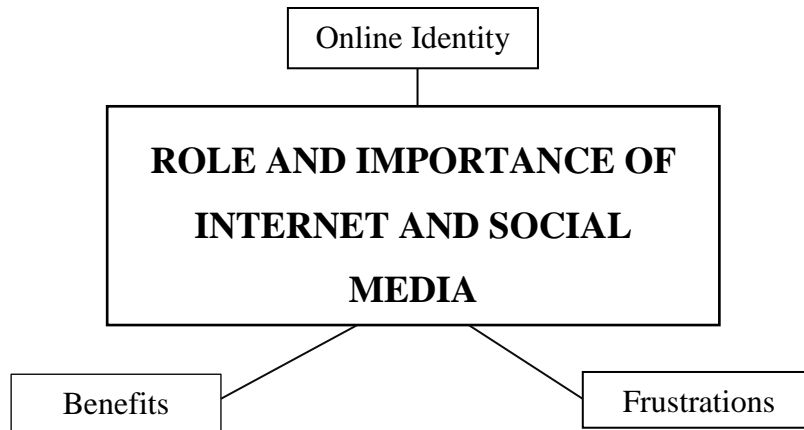 Online Identity
ROLE AND IMPORTANCE OF
INTERNET AND SOCIAL
MEDIA
Benefits
Frustrations